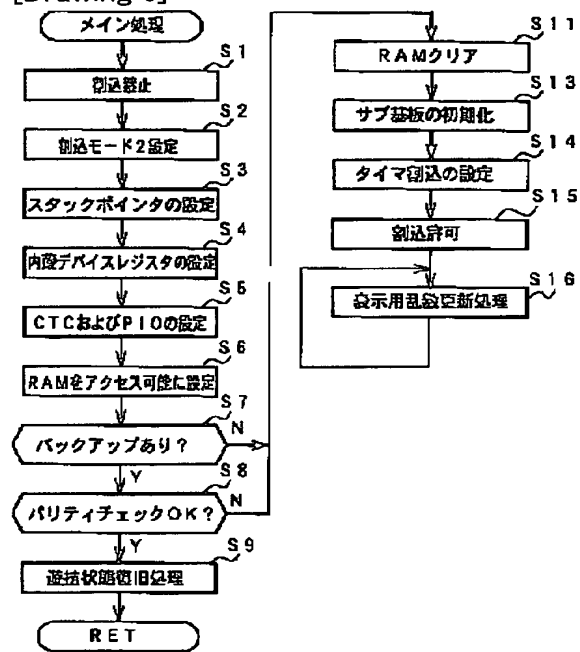 メイン処理
S1
割込禁止
S2
割込モード2設定
S3
スタックポインタの設定
S4
内蔵デバイスレジスタの設定
S5
CTCおよびPIOの設定
S6
RAMをアクセス可能に設定
S7
バックアップあり?
N
Y
S8
パリティチェックOK?
N
Y
S9
遊技状態復旧処理
RET
S11
RAMクリア
S13
サブ基板の初期化
S14
タイマ割込の設定
S15
割込許可
S16
表示用乱数更新処理